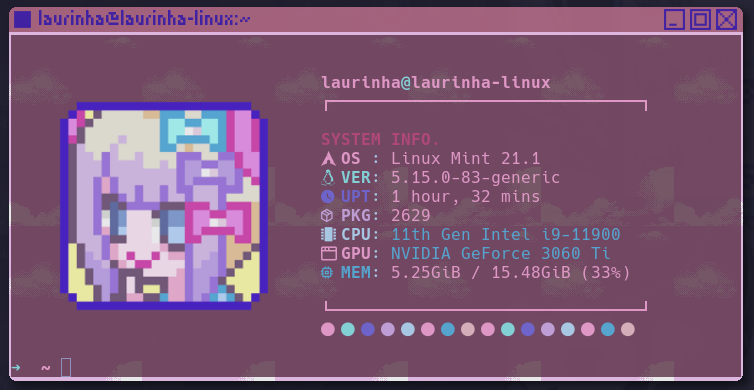 laurinha@laurinha-linux:~
laurinha@laurinha-linux
SYSTEM INFO.
OS : Linux Mint 21.1
VER: 5.15.0-83-generic
UPT: 1 hour, 32 mins
PKG: 2629
CPU: 11th Gen Intel i9-11900
GPU: NVIDIA GeForce 3060 Ti
MEM: 5.25GiB / 15.48GiB (33%)
→ ~